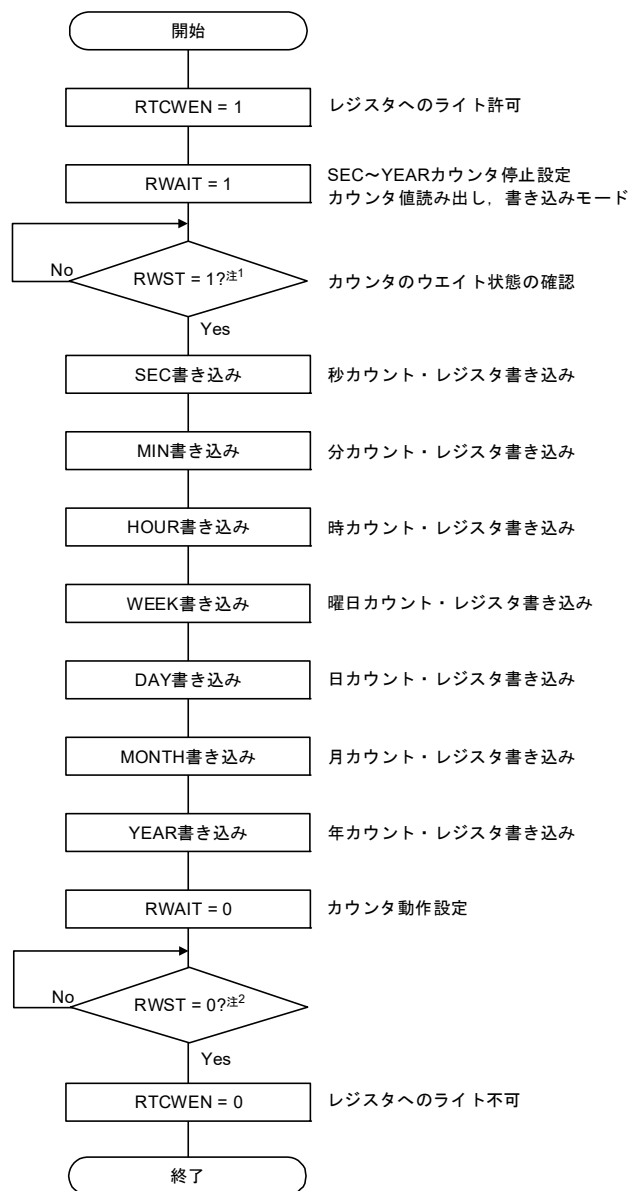 開始
RTCWEN = 1
レジスタへのライト許可
RWAIT = 1
SEC～YEARカウンタ停止設定
カウンタ値読み出し，書き込みモード
No
RWST = 1?注1
カウンタのウエイト状態の確認
Yes
SEC書き込み
秒カウント・レジスタ書き込み
MIN書き込み
分カウント・レジスタ書き込み
HOUR書き込み
時カウント・レジスタ書き込み
WEEK書き込み
曜日カウント・レジスタ書き込み
DAY書き込み
日カウント・レジスタ書き込み
MONTH書き込み
月カウント・レジスタ書き込み
YEAR書き込み
年カウント・レジスタ書き込み
RWAIT = 0
カウンタ動作設定
No
RWST = 0?注2
Yes
RTCWEN = 0
レジスタへのライト不可
終了